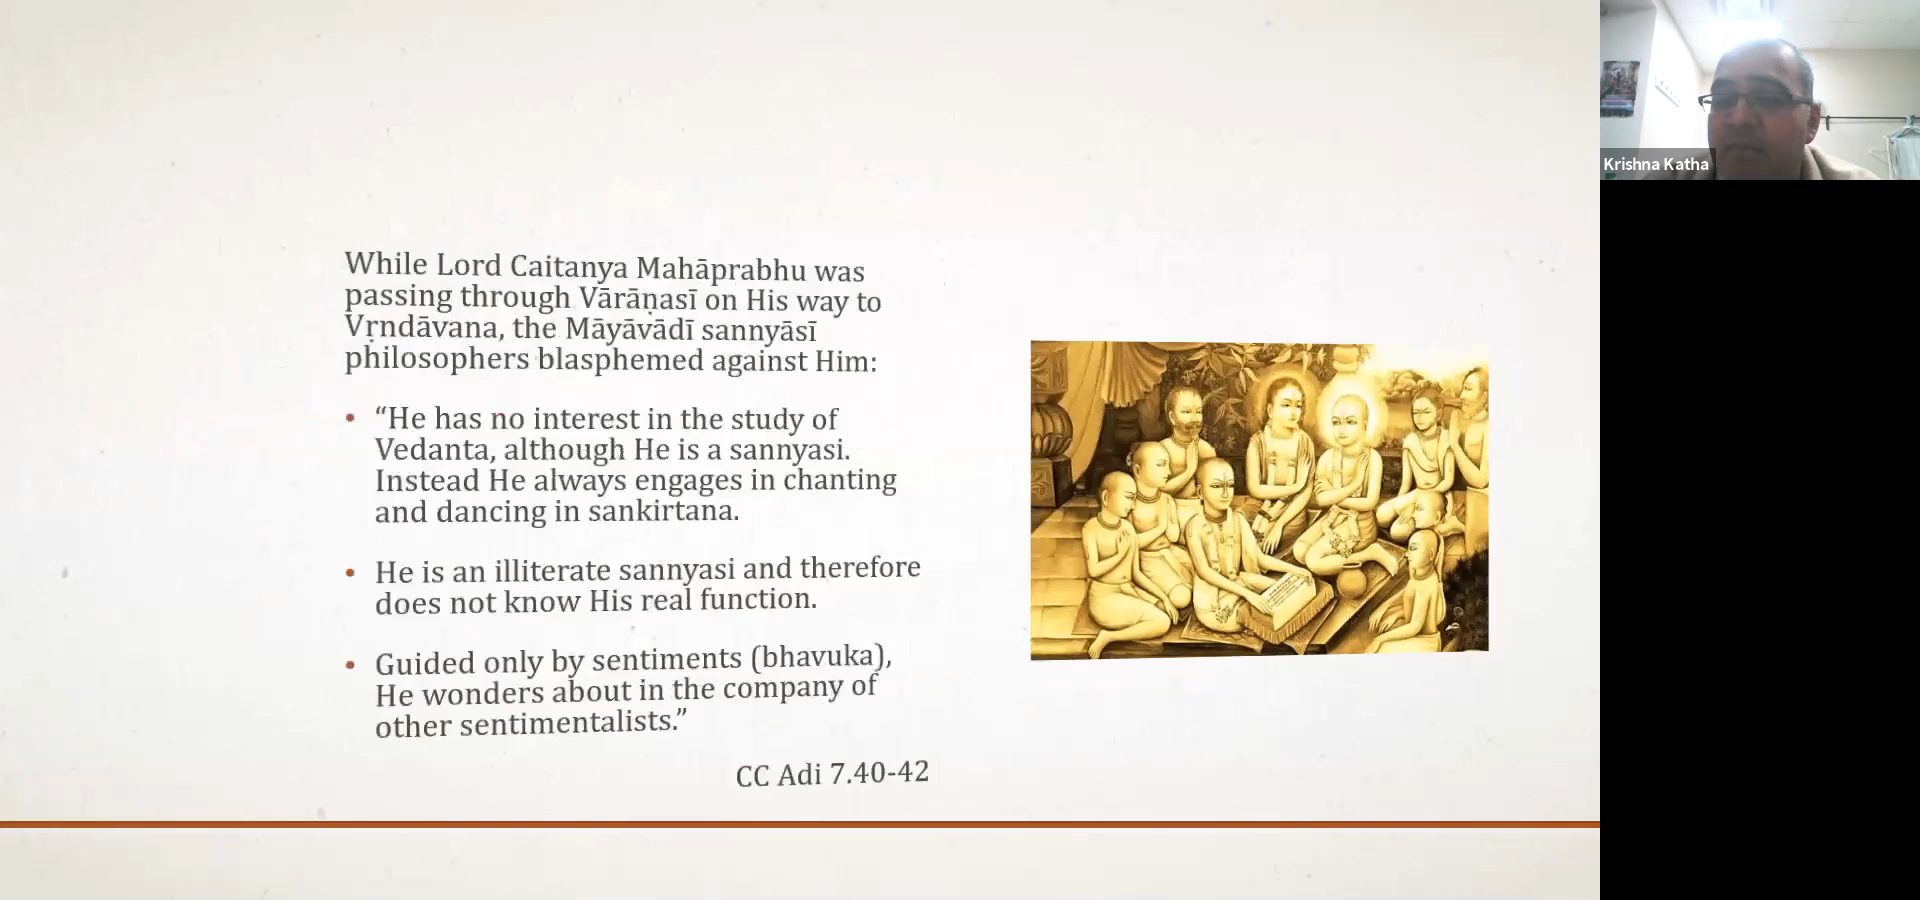 While Lord Caitanya Mahāprabhu was
passing through Vārāṇasī on His way to
Vṛndāvana, the Māyāvādī sannyāsī
philosophers blasphemed against Him:
• “He has no interest in the study of
Vedanta, although He is a sannyasi.
Instead He always engages in chanting
and dancing in sankirtana.
• He is an illiterate sannyasi and therefore
does not know His real function.
• Guided only by sentiments (bhavuka),
He wonders about in the company of
other sentimentalists.”
CC Adi 7.40-42
Krishna Katha